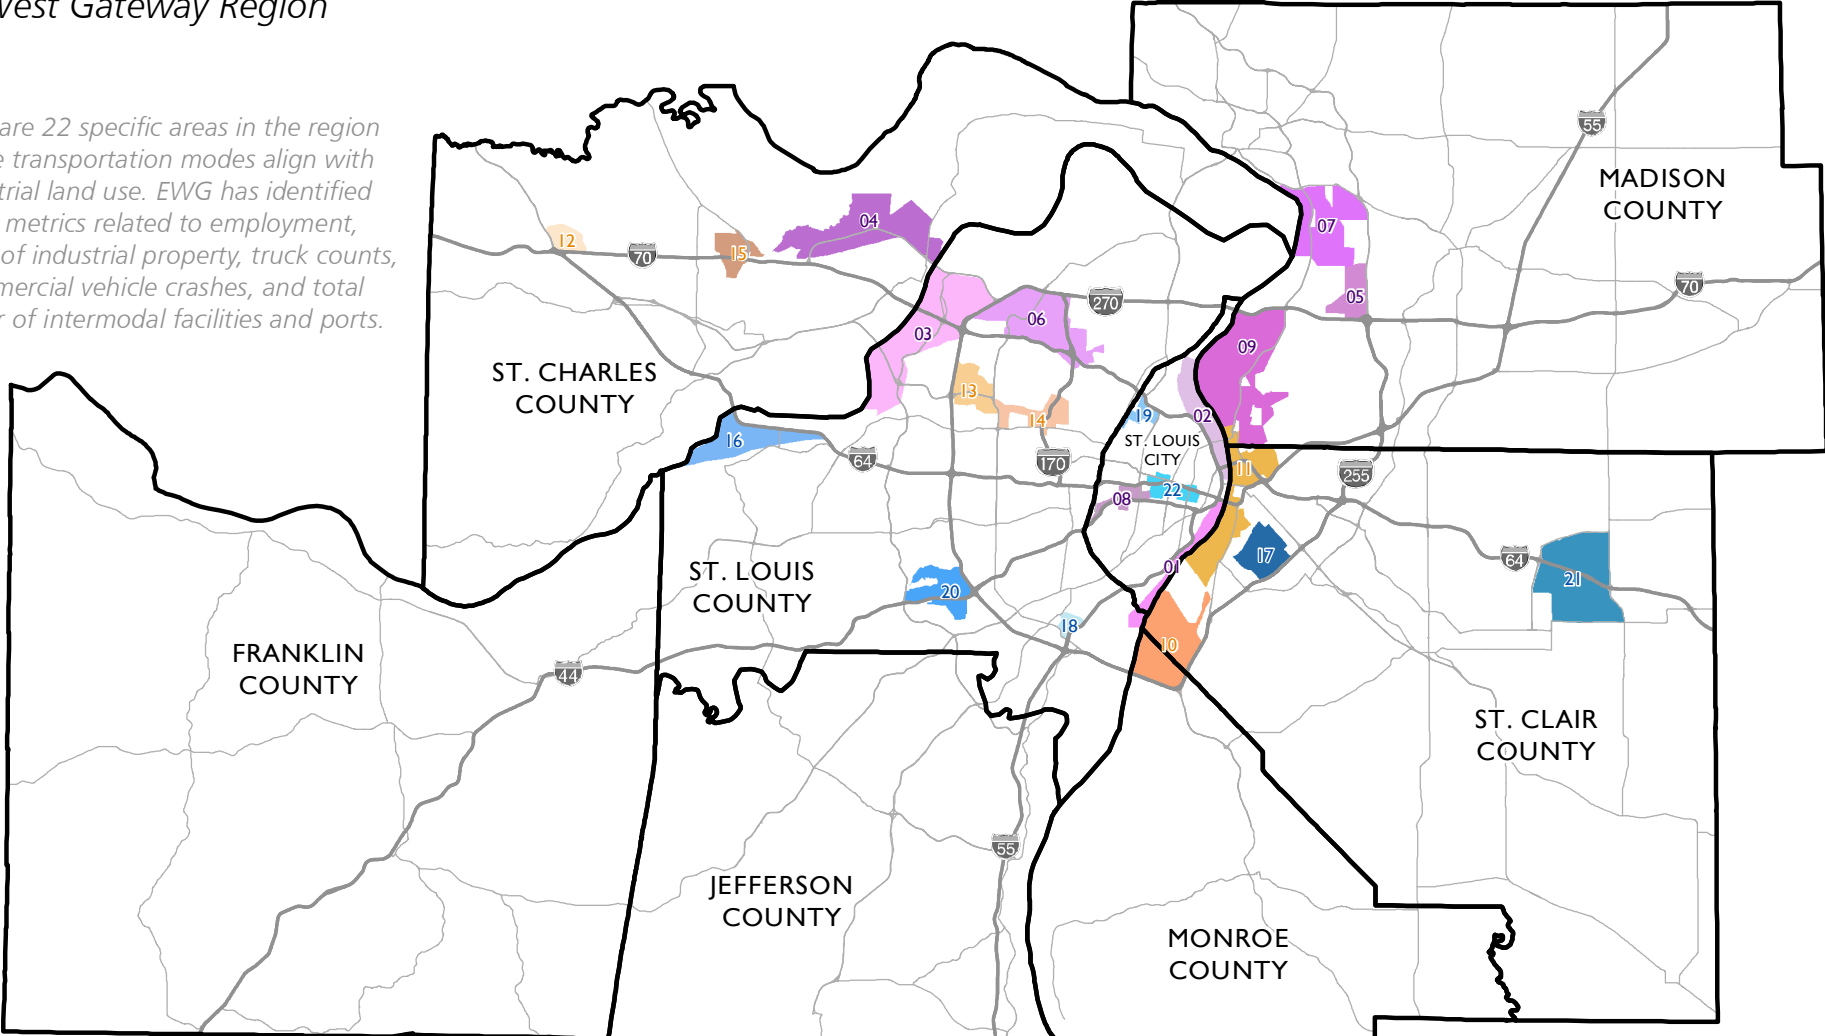 West Gateway Region
are 22 specific areas in the region
e transportation modes align with
trial land use. EWG has identified
metrics related to employment,
of industrial property, truck counts,
mercial vehicle crashes, and total
r of intermodal facilities and ports.
55
MADISON
COUNTY
04
07
12
70
15
05
70
270
03
06
09
ST. CHARLES
COUNTY
13
14
19
02
16
64
170
ST. LOUIS
CITY
11
255
08
22
01
17
64
21
ST. LOUIS
COUNTY
20
18
10
FRANKLIN
COUNTY
44
ST. CLAIR
COUNTY
55
JEFFERSON
COUNTY
MONROE
COUNTY